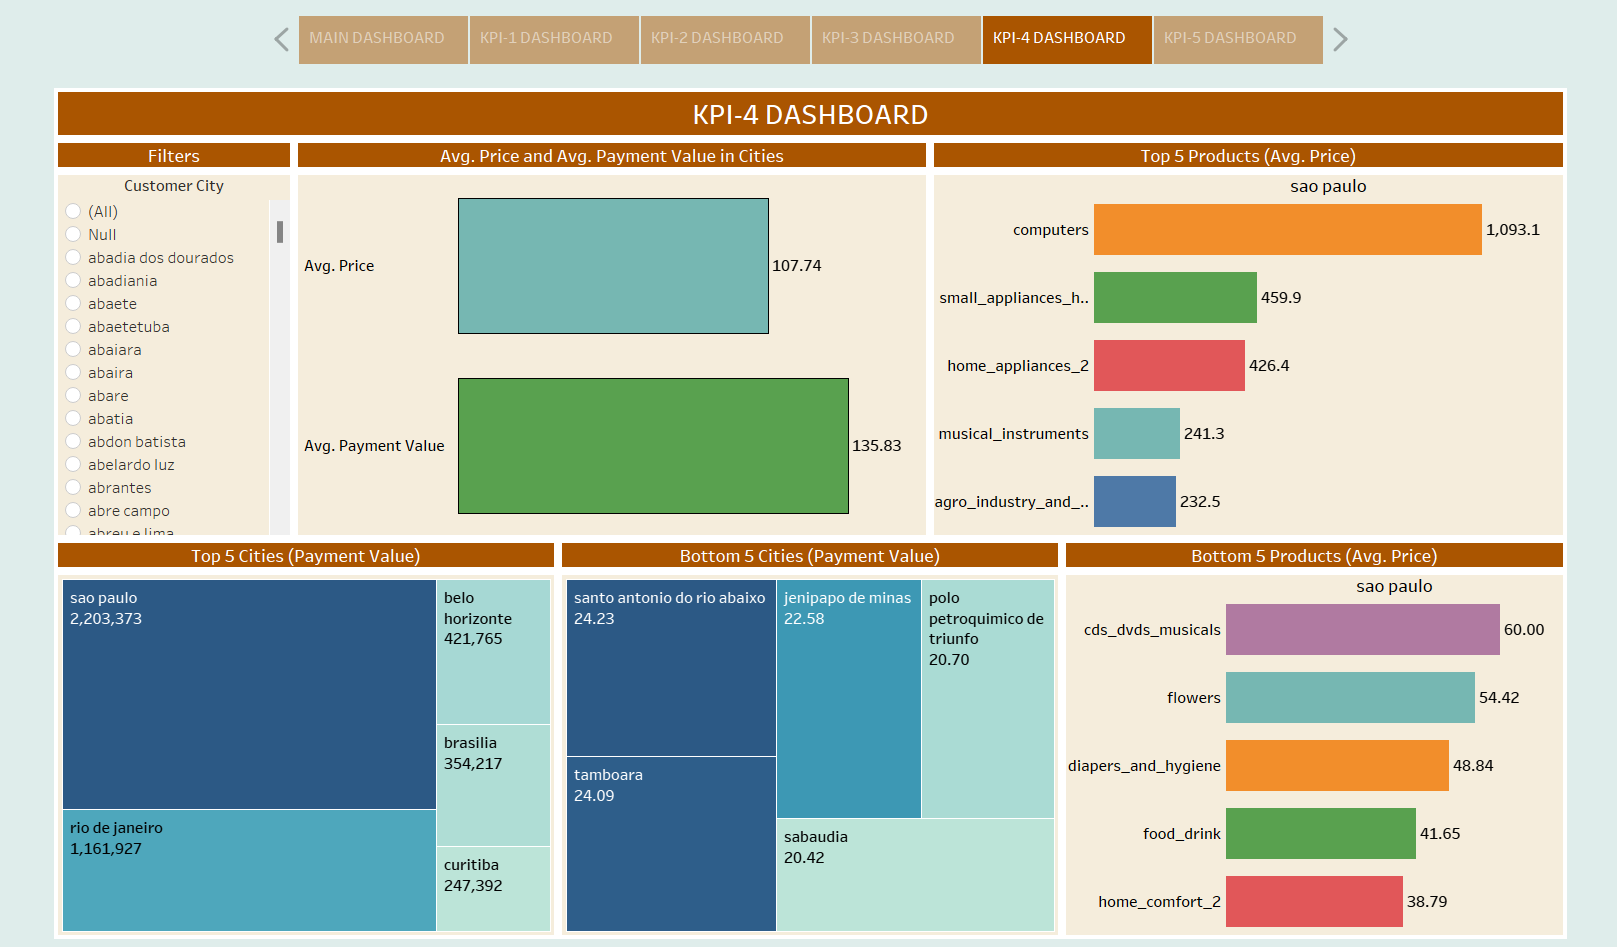 MAIN DASHBOARD
KPI-1 DASHBOARD
KPI-2 DASHBOARD
KPI-3 DASHBOARD
KPI-4 DASHBOARD
KPI-5 DASHBOARD
KPI-4 DASHBOARD
Filters
Customer City
(All)
Null
abadia dos dourados
abadiania
abaete
abaetetuba
abaiara
abaira
abare
abatia
abdon batista
abelardo luz
abrantes
abre campo
abreu e lima
Avg. Price and Avg. Payment Value in Cities
Avg. Price
107.74
Avg. Payment Value
135.83
Top 5 Products (Avg. Price)
sao paulo
computers
1,093.1
small_appliances_h..
459.9
home_appliances_2
426.4
musical_instruments
241.3
agro_industry_and_..
232.5
Top 5 Cities (Payment Value)
sao paulo
2,203,373
rio de janeiro
1,161,927
belo
horizonte
421,765
brasilia
354,217
curitiba
247,392
Bottom 5 Cities (Payment Value)
santo antonio do rio abaixo
24.23
tamboara
24.09
jenipapo de minas
22.58
polo
petroquimico de
triunfo
20.70
sabaudia
20.42
Bottom 5 Products (Avg. Price)
sao paulo
cds_dvds_musicals
60.00
flowers
54.42
diapers_and_hygiene
48.84
food_drink
41.65
home_comfort_2
38.79